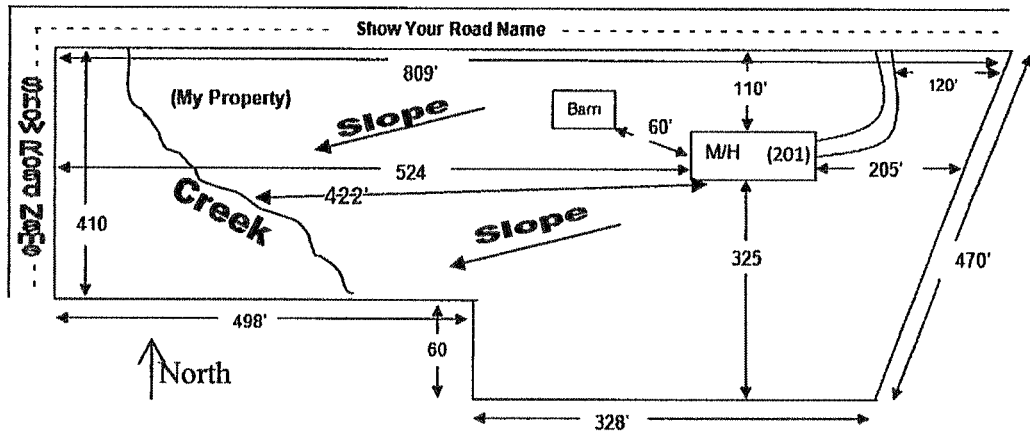 Show Your Road Name
809'
110'
120'
(My Property)
Slope
Barn
60'
M/H (201)
Show Road Name
524
205'
422'
Creek
410
Slope
325
470'
498'
60
North
328'